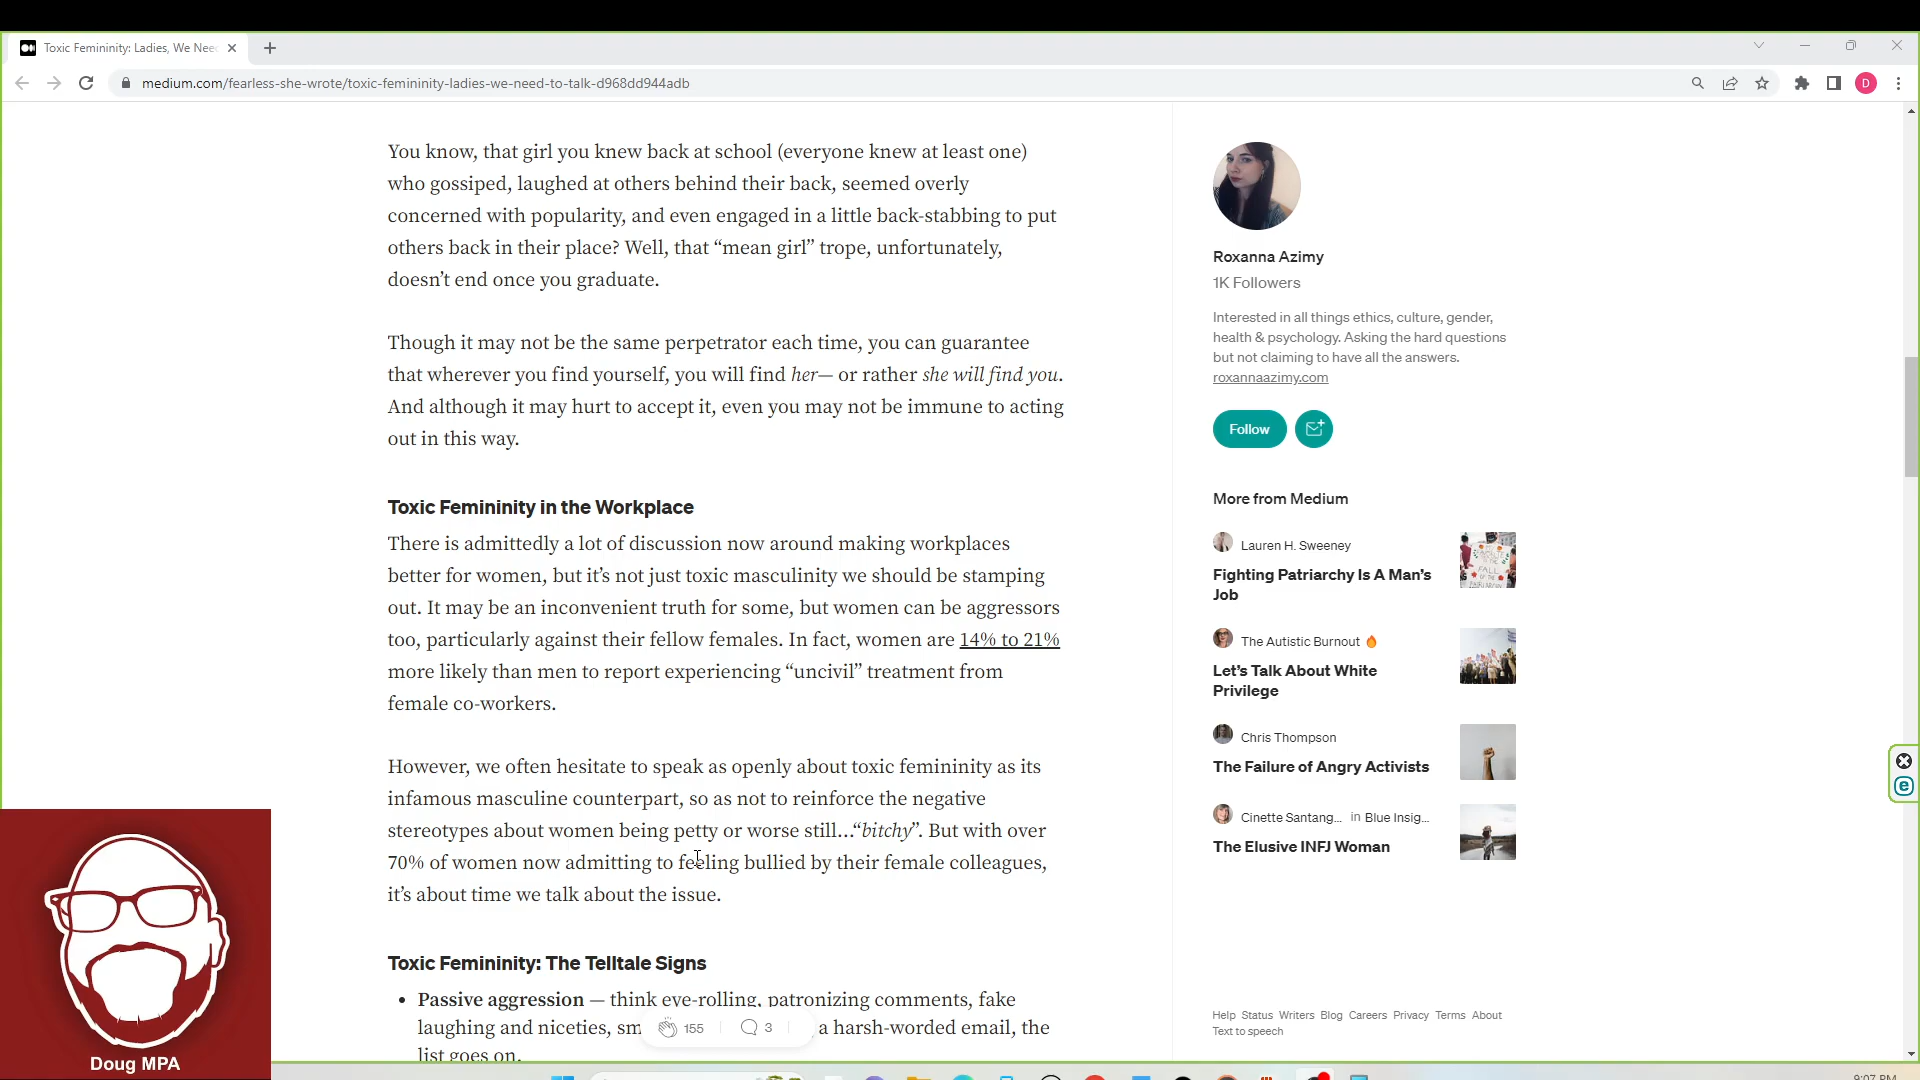 Toxic Femininity: Ladies, We Nee
medium.com/fearless-she-wrote/toxic-femininity-ladies-we-need-to-talk-d968dd944adb
D
You know, that girl you knew back at school (everyone knew at least one)
who gossiped, laughed at others behind their back, seemed overly
concerned with popularity, and even engaged in a little back-stabbing to put
others back in their place? Well, that “mean girl” trope, unfortunately,
doesn’t end once you graduate.
Though it may not be the same perpetrator each time, you can guarantee
that wherever you find yourself, you will find her— or rather she will find you.
And although it may hurt to accept it, even you may not be immune to acting
out in this way.
Toxic Femininity in the Workplace
There is admittedly a lot of discussion now around making workplaces
better for women, but it’s not just toxic masculinity we should be stamping
out. It may be an inconvenient truth for some, but women can be aggressors
too, particularly against their fellow females. In fact, women are 14% to 21%
more likely than men to report experiencing “uncivil” treatment from
female co-workers.
However, we often hesitate to speak as openly about toxic femininity as its
infamous masculine counterpart, so as not to reinforce the negative
stereotypes about women being petty or worse still…“bitchy”. But with over
70% of women now admitting to feeling bullied by their female colleagues,
it’s about time we talk about the issue.
Toxic Femininity: The Telltale Signs
• Passive aggression — think eye-rolling, patronizing comments, fake
laughing and niceties, sm a harsh-worded email, the
list goes on.
155
3
Roxanna Azimy
1K Followers
Interested in all things ethics, culture, gender,
health & psychology. Asking the hard questions
but not claiming to have all the answers.
roxannaazimy.com
Follow
More from Medium
Lauren H. Sweeney
Fighting Patriarchy Is A Man’s
Job
The Autistic Burnout
Let’s Talk About White
Privilege
Chris Thompson
The Failure of Angry Activists
Cinette Santang... in Blue Insig...
The Elusive INFJ Woman
Help Status Writers Blog Careers Privacy Terms About
Text to speech
Doug MPA
9:07 PM